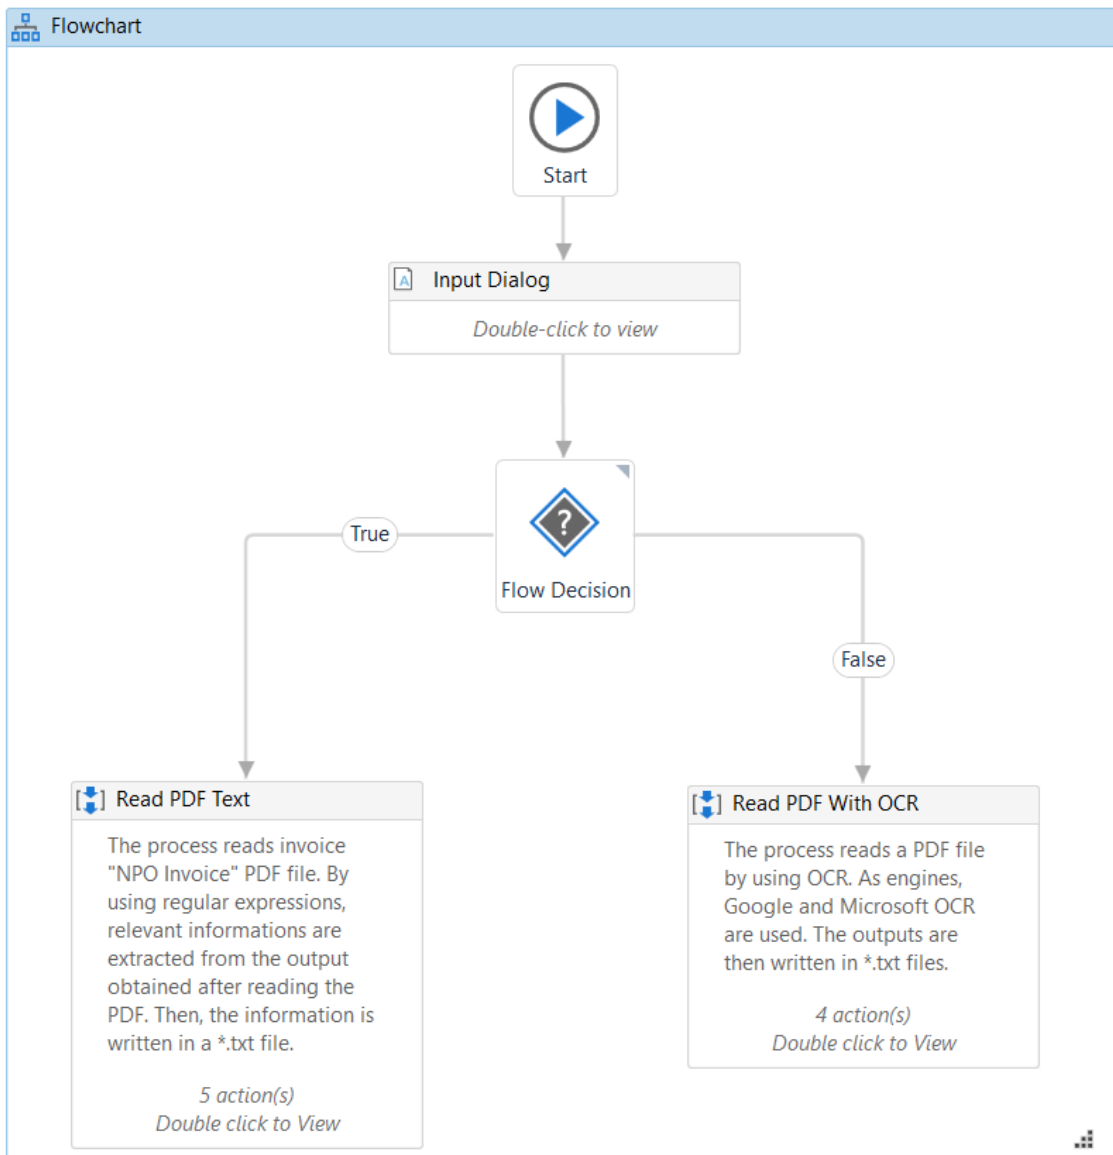 Flowchart
Start
Input Dialog
Double-click to view
?
Flow Decision
True
False
Read PDF Text
The process reads invoice
"NPO Invoice" PDF file. By
using regular expressions,
relevant informations are
extracted from the output
obtained after reading the
PDF. Then, the information is
written in a *.txt file.
5 action(s)
Double click to View
Read PDF With OCR
The process reads a PDF file
by using OCR. As engines,
Google and Microsoft OCR
are used. The outputs are
then written in *.txt files.
4 action(s)
Double click to View